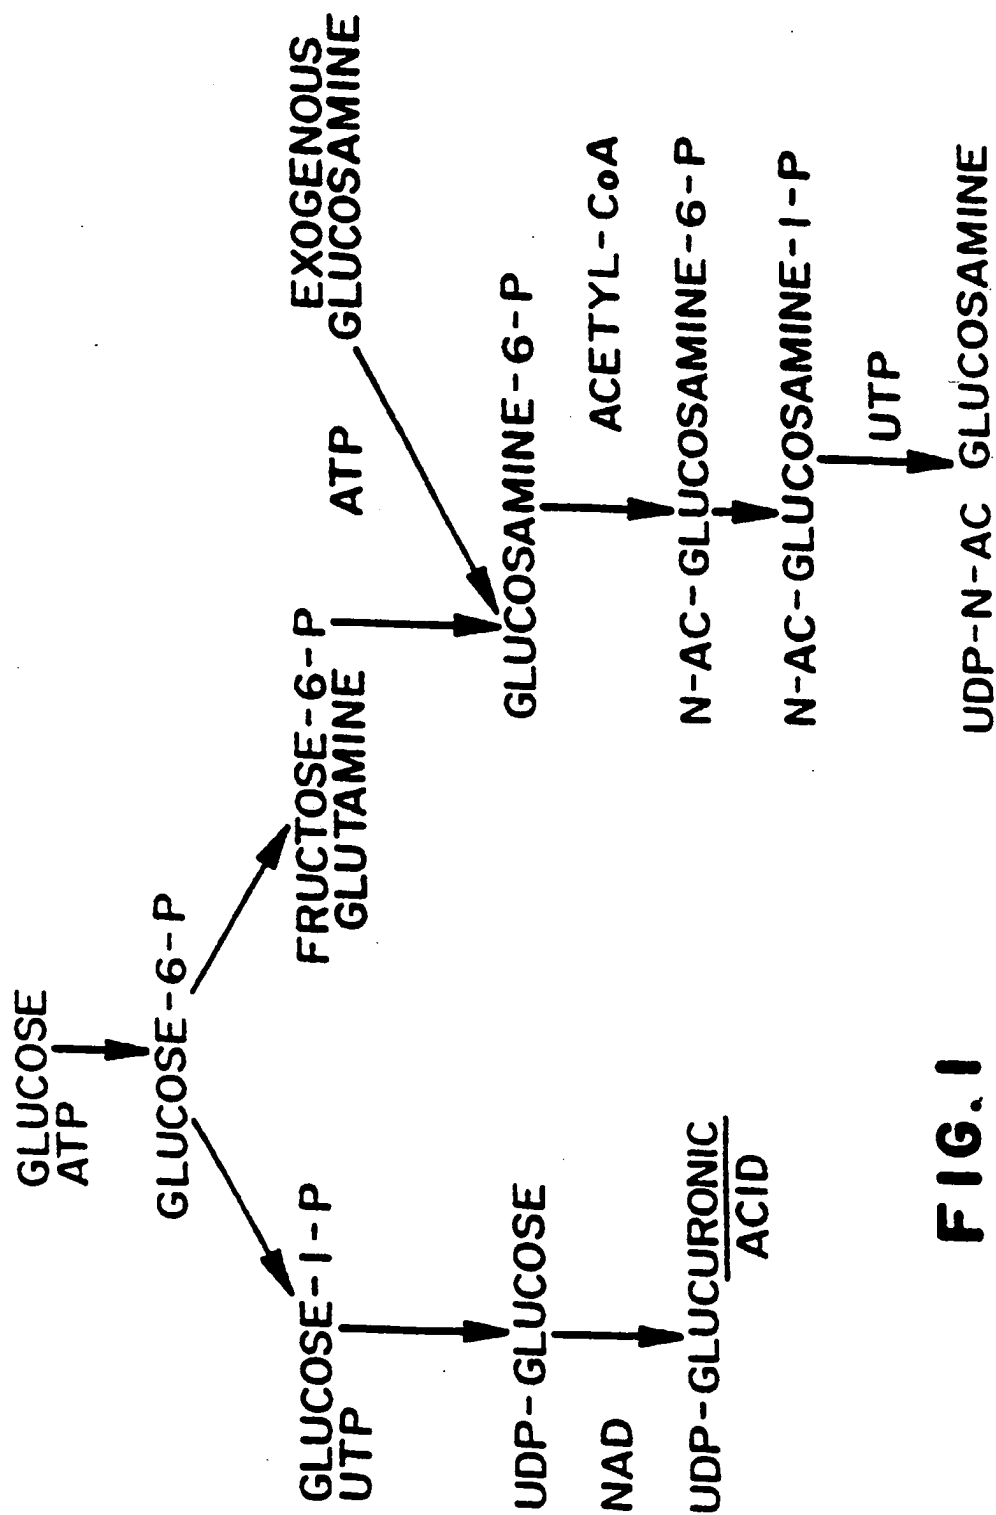 GLUCOSE
ATP
GLUCOSE-6-P
GLUCOSE-1-P
UTP
FRUCTOSE-6-P
GLUTAMINE
ATP
EXOGENOUS
GLUCOSAMINE
UDP-GLUCOSE
GLUCOSAMINE-6-P
NAD
ACETYL-CoA
UDP-GLUCURONIC
ACID
N-AC-GLUCOSAMINE-6-P
N-AC-GLUCOSAMINE-1-P
UTP
UDP-N-AC GLUCOSAMINE
FIG. 1